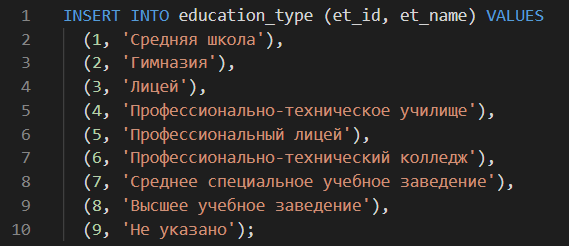 1 INSERT INTO education_type (et_id, et_name) VALUES
2 (1, 'Средняя школа'),
3 (2, 'Гимназия'),
4 (3, 'Лицей'),
5 (4, 'Профессионально-техническое училище'),
6 (5, 'Профессиональный лицей'),
7 (6, 'Профессионально-технический колледж'),
8 (7, 'Среднее специальное учебное заведение'),
9 (8, 'Высшее учебное заведение'),
10 (9, 'Не указано');